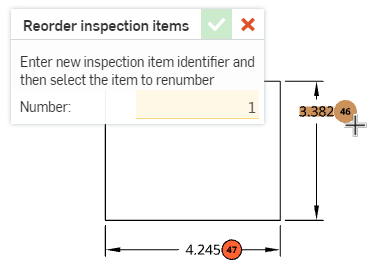 Reorder inspection items
Enter new inspection item identifier and
then select the item to renumber
Number: 1
3.382 46
4.245 47